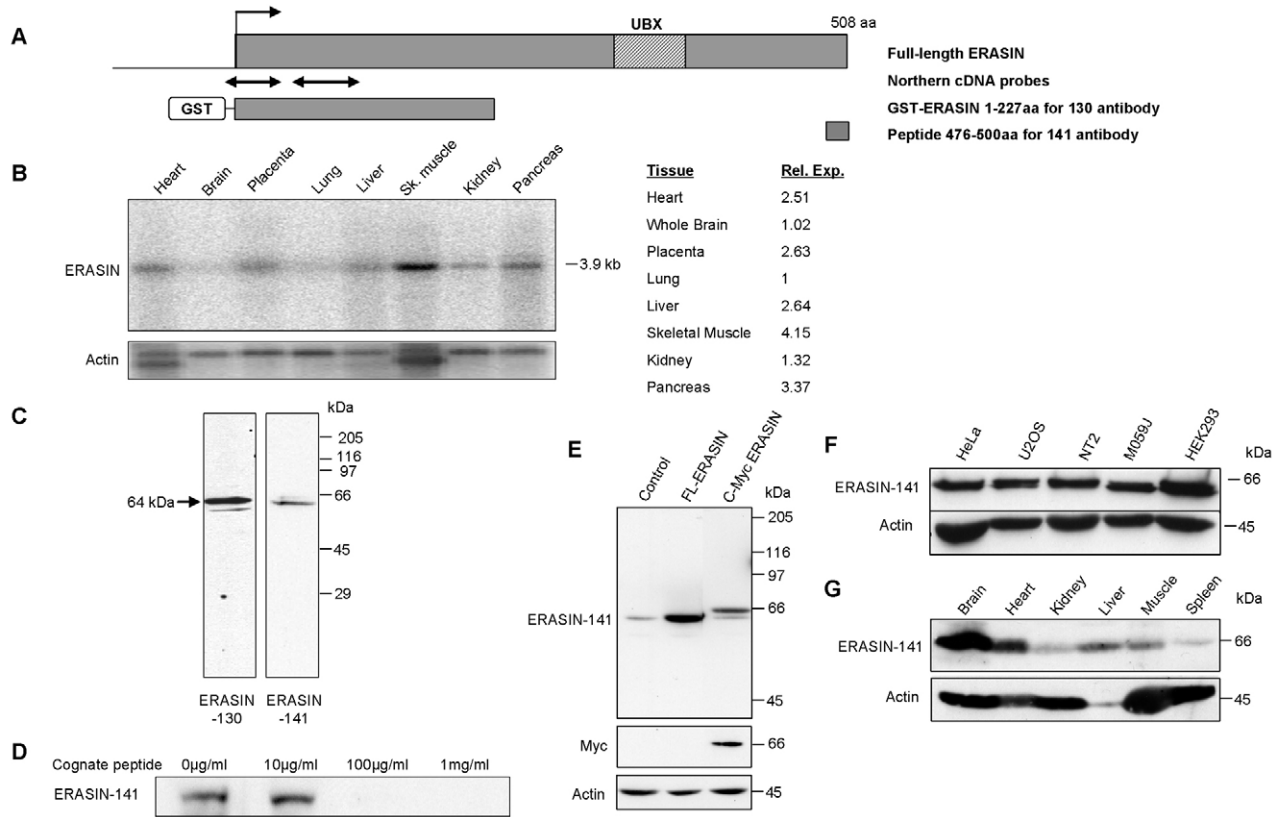 A
UBX
508 aa
GST
Full-length ERASIN
Northern cDNA probes
GST-ERASIN 1-227aa for 130 antibody
Peptide 476-500aa for 141 antibody
B
Heart
Brain
Placenta
Lung
Liver
Sk. muscle
Kidney
Pancreas
ERASIN
3.9 kb
Actin
Tissue Rel. Exp.
Heart 2.51
Whole Brain 1.02
Placenta 2.63
Lung 1
Liver 2.64
Skeletal Muscle 4.15
Kidney 1.32
Pancreas 3.37
C
kDa
205
116
97
66
45
29
64 kDa
ERASIN
-130
ERASIN
-141
D
Cognate peptide 0µg/ml 10µg/ml 100µg/ml 1mg/ml
ERASIN-141
E
Control
FL-ERASIN
C-Myc ERASIN
kDa
205
116
97
66
45
ERASIN-141
Myc
66
Actin
45
F
HeLa
U2OS
NT2
M059J
HEK293
kDa
ERASIN-141
66
Actin
45
G
Brain
Heart
Kidney
Liver
Muscle
Spleen
kDa
ERASIN-141
66
Actin
45